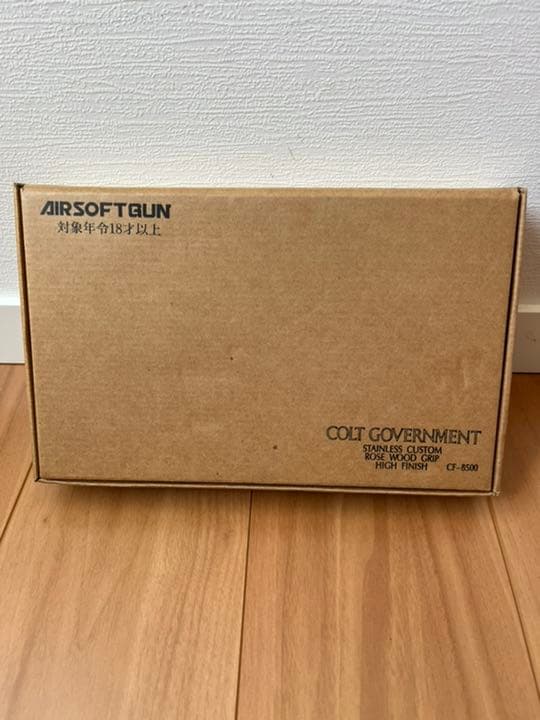 AIRSOFTGUN
対象年令18才以上
COLT GOVERNMENT
STAINLESS CUSTOM
ROSE WOOD GRIP
HIGH FINISH CF-8500